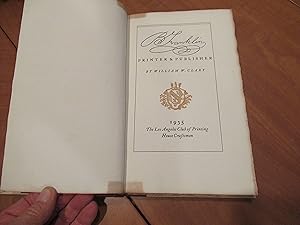 B Franklin
PRINTER & PUBLISHER
BY WILLIAM W. CLARY
1935
The Los Angeles Club of Printing
House Craftsmen